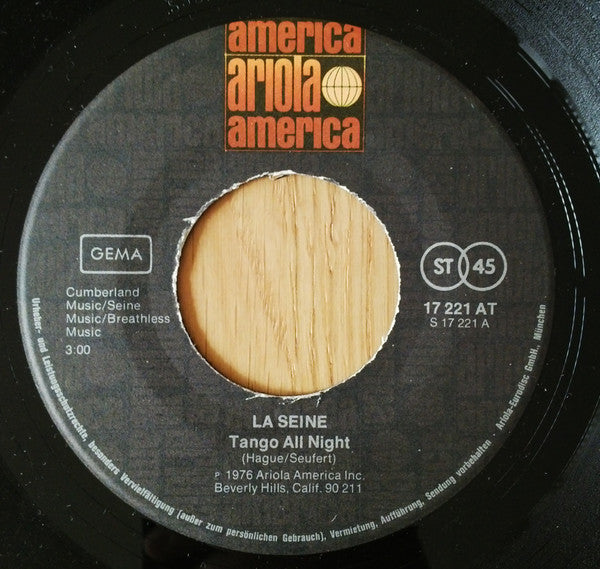 america
ariola
america
GEMA
ST 45
Cumberland
Music/Seine
Music/Breathless
Music
3:00
17 221 AT
S 17 221 A
LA SEINE
Tango All Night
(Hague/Seufert)
℗ 1976 Ariola America Inc.
Beverly Hills, Calif. 90 211
Urheber- und Leistungsschutzrechte, besonders Vervielfältigung (außer zum persönlichen Gebrauch), Vermietung, Aufführung, Sendung vorbehalten · Ariola-Eurodisc GmbH., München